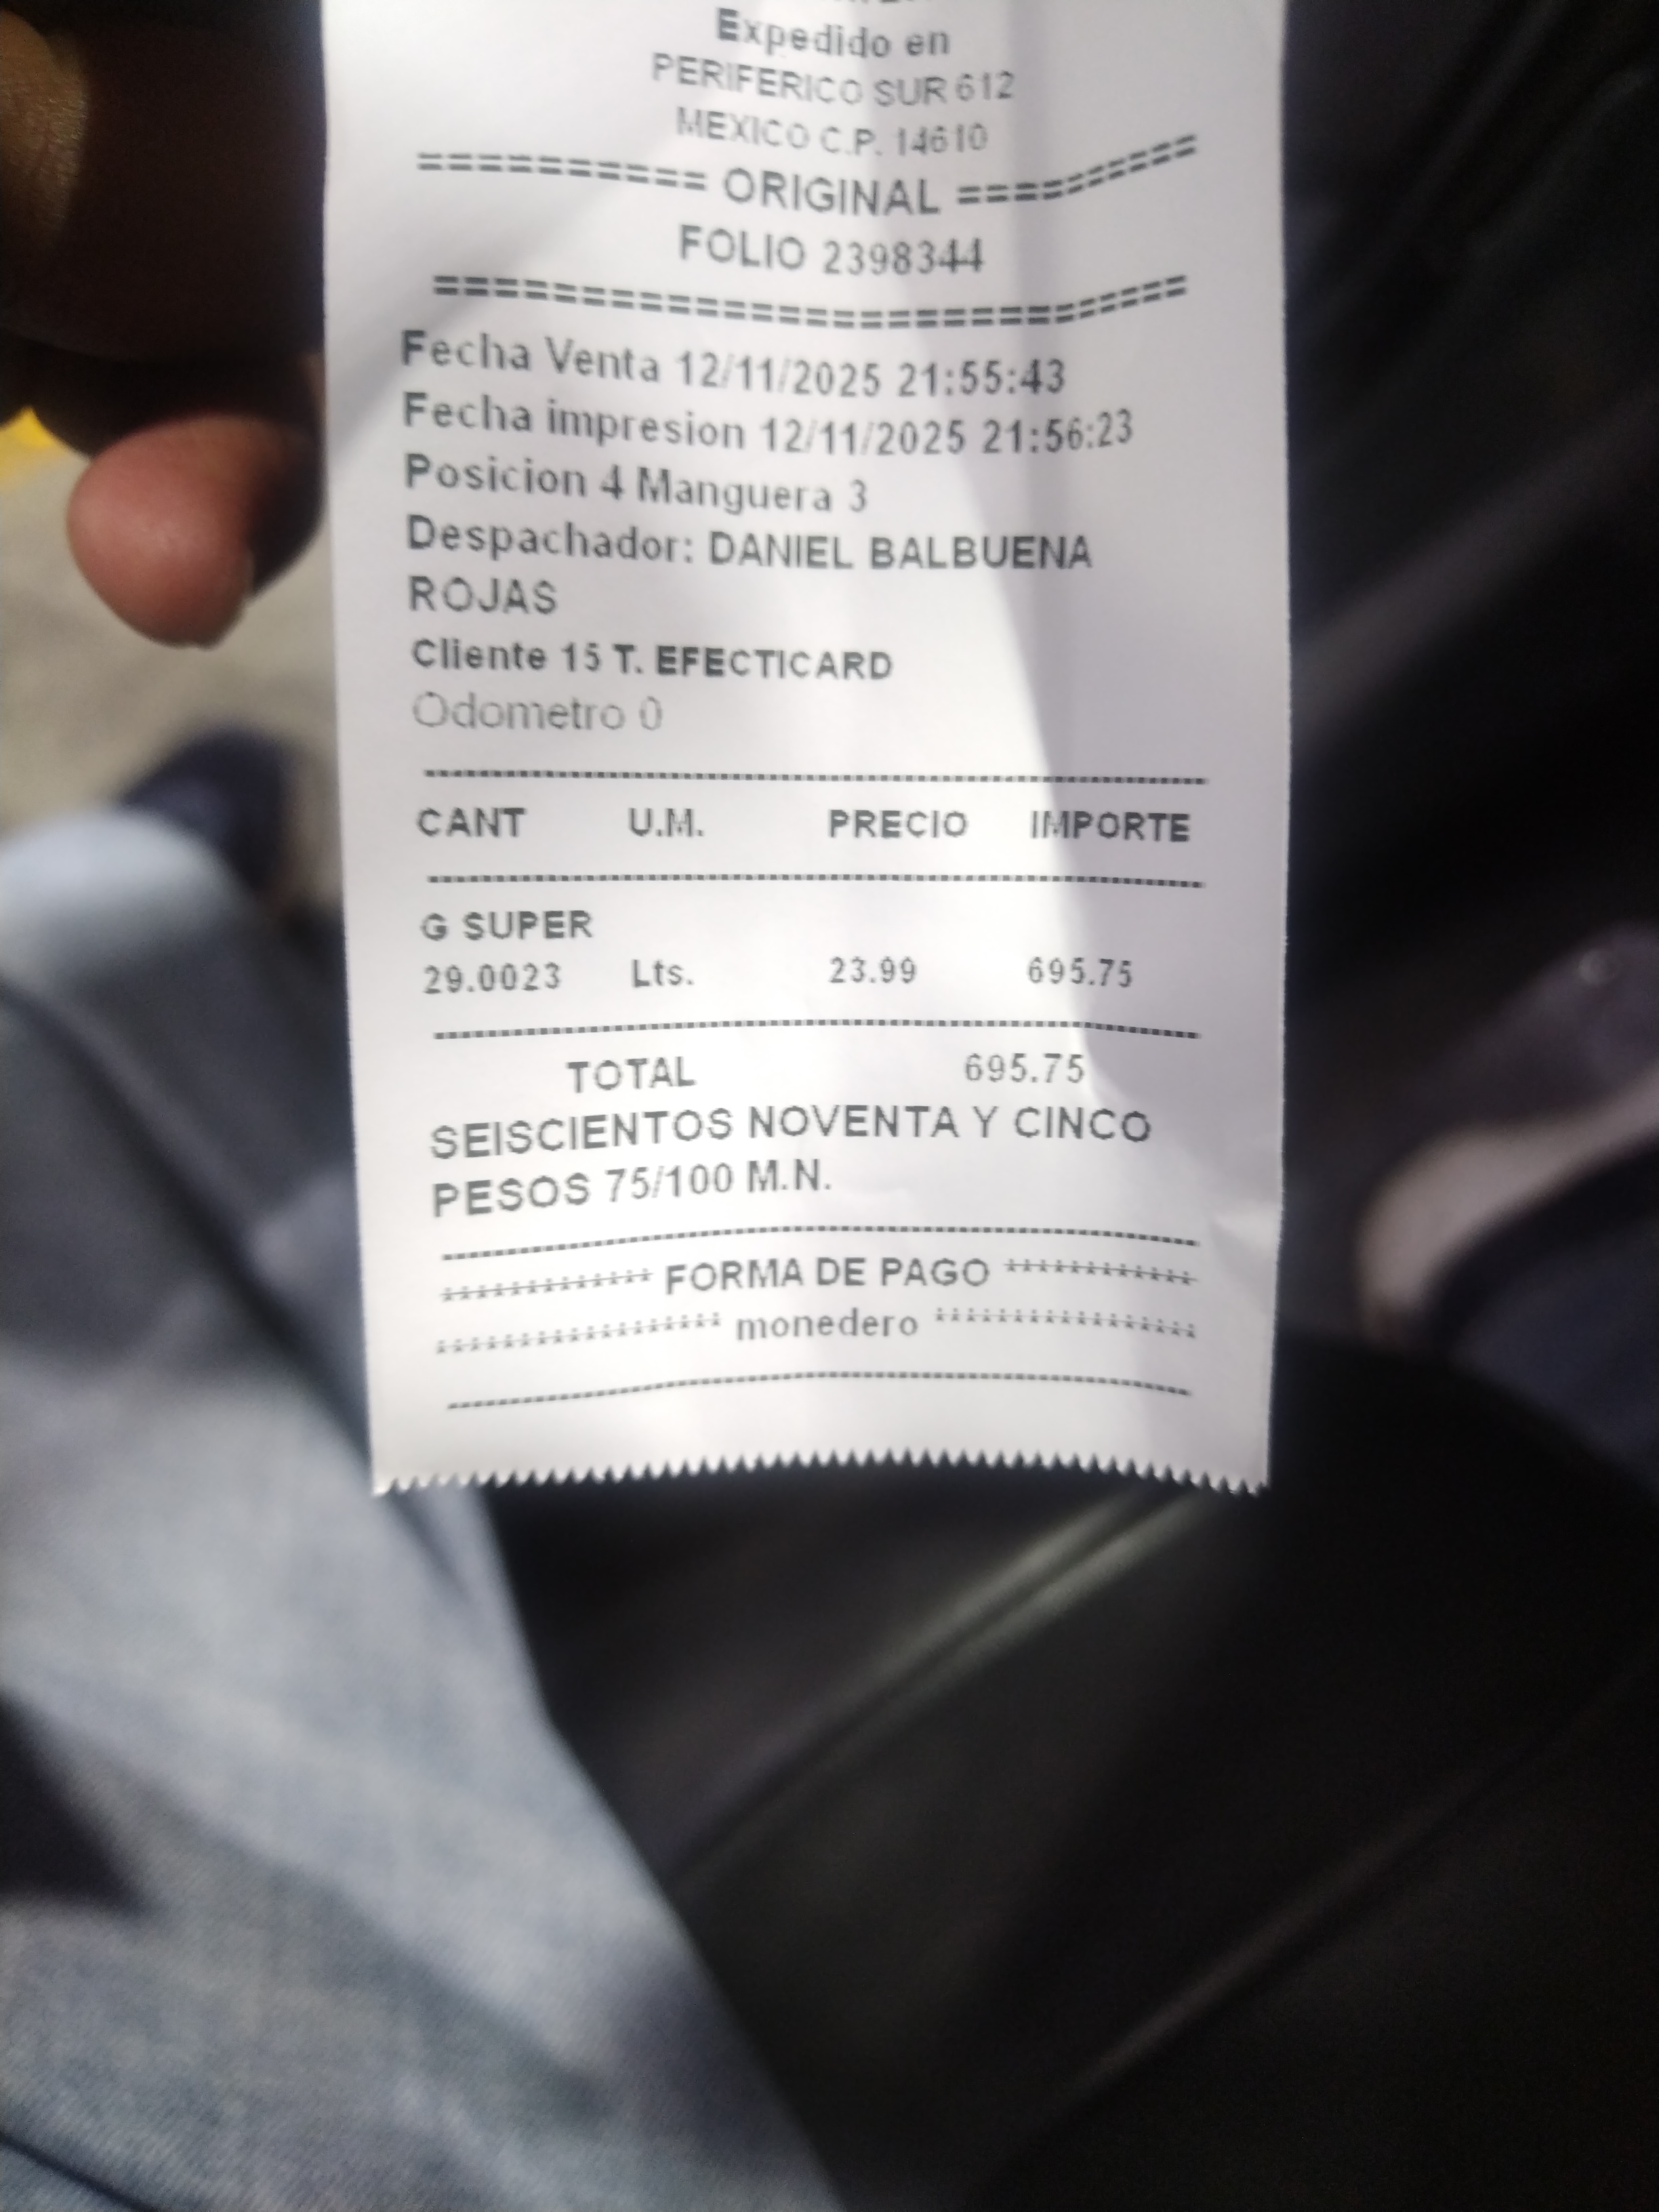 Expedido en
PERIFERICO SUR 612
MEXICO C.P. 14610
========== ORIGINAL ==========
FOLIO 2398344
==============================
Fecha Venta 12/11/2025 21:55:43
Fecha impresion 12/11/2025 21:56:23
Posicion 4 Manguera 3
Despachador: DANIEL BALBUENA
ROJAS
Cliente 15 T. EFECTICARD
Odometro 0
CANT U.M. PRECIO IMPORTE
G SUPER
29.0023 Lts. 23.99 695.75
TOTAL 695.75
SEISCIENTOS NOVENTA Y CINCO
PESOS 75/100 M.N.
************* FORMA DE PAGO ************
****************** monedero *****************